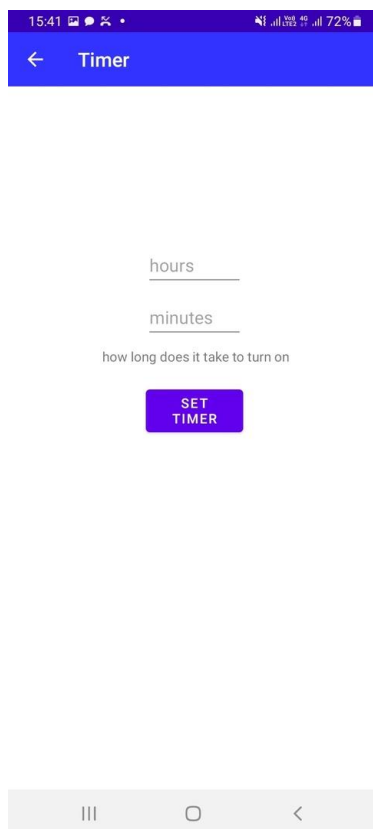 15:41 72%
Timer
hours
minutes
how long does it take to turn on
SET
TIMER